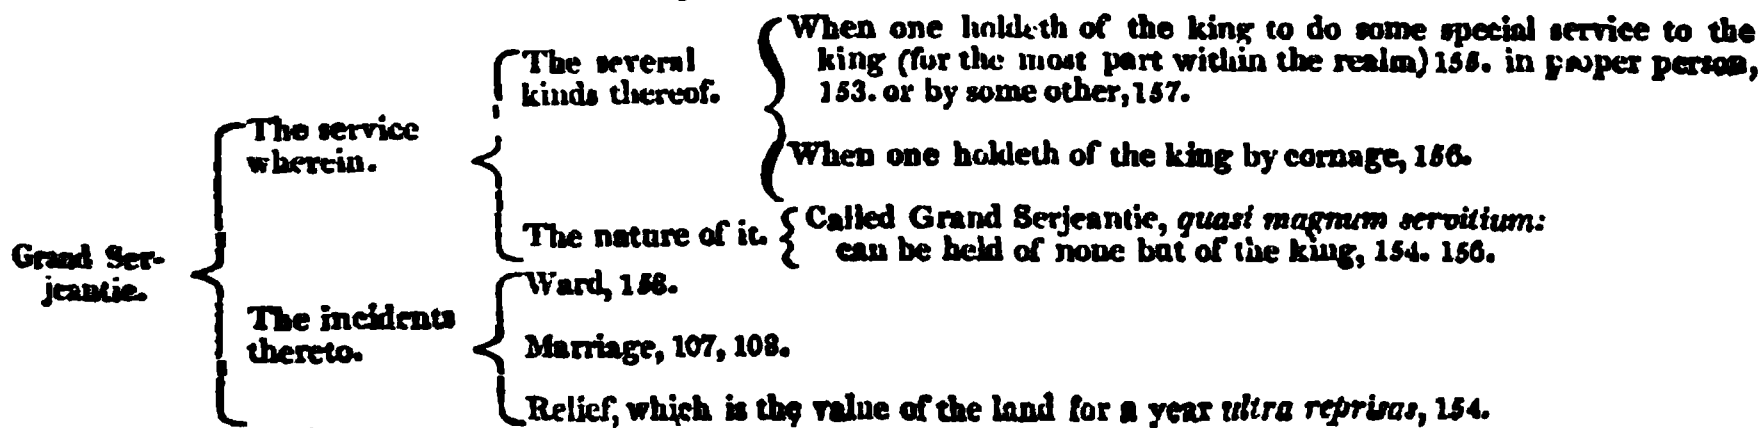 When one holdeth of the king to do some special service to the
king (for the most part within the realm) 155. in proper person,
153. or by some other, 157.
The several
kinds thereof.
The service
wherein.
When one holdeth of the king by cornage, 156.
The nature of it.
Called Grand Serjeantie, quasi magnum servitium:
can be held of none but of the king, 154. 156.
Grand Ser-
jeantie.
The incidents
thereto.
Ward, 158.
Marriage, 107, 108.
Relief, which is the value of the land for a year ultra reprisas, 154.